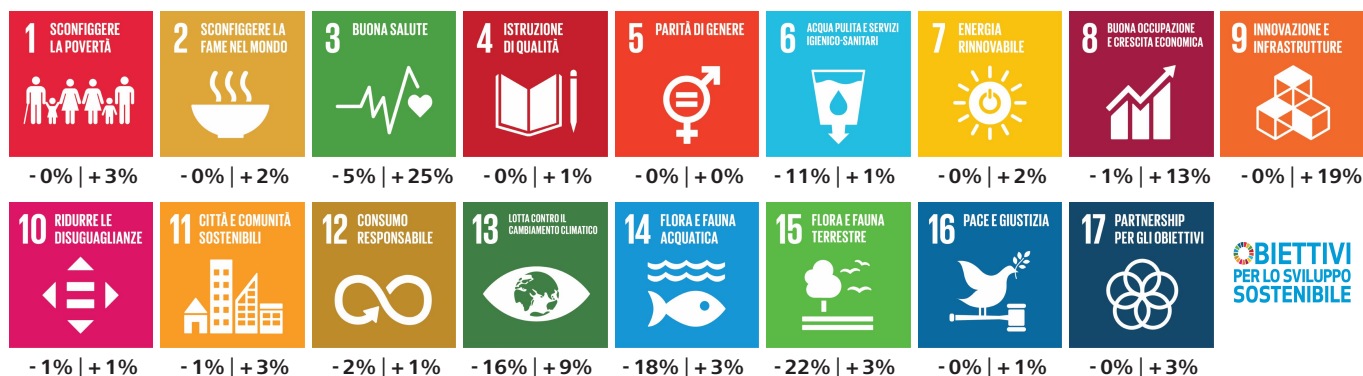 1 SCONFIGGERE
LA POVERTÀ
2 SCONFIGGERE LA
FAME NEL MONDO
3 BUONA SALUTE
4 ISTRUZIONE
DI QUALITÀ
5 PARITÀ DI GENERE
6 ACQUA PULITA E SERVIZI
IGIENICO-SANITARI
7 ENERGIA
RINNOVABILE
8 BUONA OCCUPAZIONE
E CRESCITA ECONOMICA
9 INNOVAZIONE E
INFRASTRUTTURE
- 0% | + 3%
- 0% | + 2%
- 5% | + 25%
- 0% | + 1%
- 0% | + 0%
- 11% | + 1%
- 0% | + 2%
- 1% | + 13%
- 0% | + 19%
10 RIDURRE LE
DISUGUAGLIANZE
11 CITTÀ E COMUNITÀ
SOSTENIBILI
12 CONSUMO
RESPONSABILE
13 LOTTA CONTRO IL
CAMBIAMENTO CLIMATICO
14 FLORA E FAUNA
ACQUATICA
15 FLORA E FAUNA
TERRESTRE
16 PACE E GIUSTIZIA
17 PARTNERSHIP
PER GLI OBIETTIVI
OBIETTIVI
PER LO SVILUPPO
SOSTENIBILE
- 1% | + 1%
- 1% | + 3%
- 2% | + 1%
- 16% | + 9%
- 18% | + 3%
- 22% | + 3%
- 0% | + 1%
- 0% | + 3%